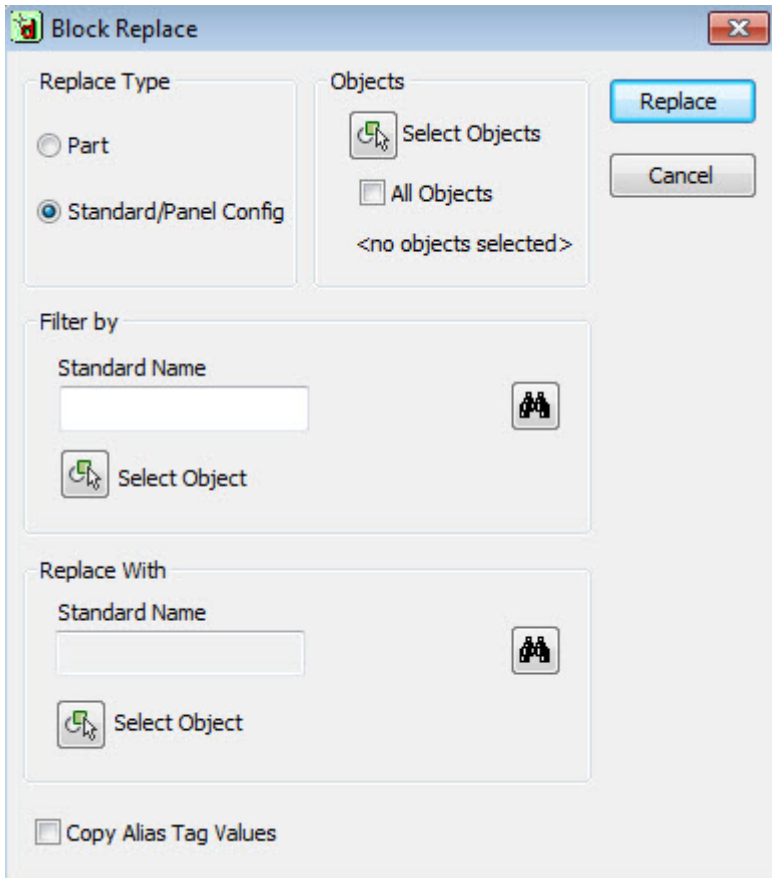 Block Replace
Replace Type
Part
Standard/Panel Config
Objects
Select Objects
All Objects
<no objects selected>
Replace
Cancel
Filter by
Standard Name
Select Object
Replace With
Standard Name
Select Object
Copy Alias Tag Values